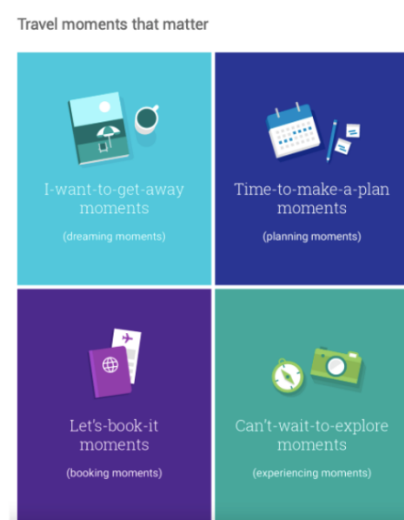 Travel moments that matter
I-want-to-get-away
moments
(dreaming moments)
Time-to-make-a-plan
moments
(planning moments)
Let's-book-it
moments
(booking moments)
Can't-wait-to-explore
moments
(experiencing moments)